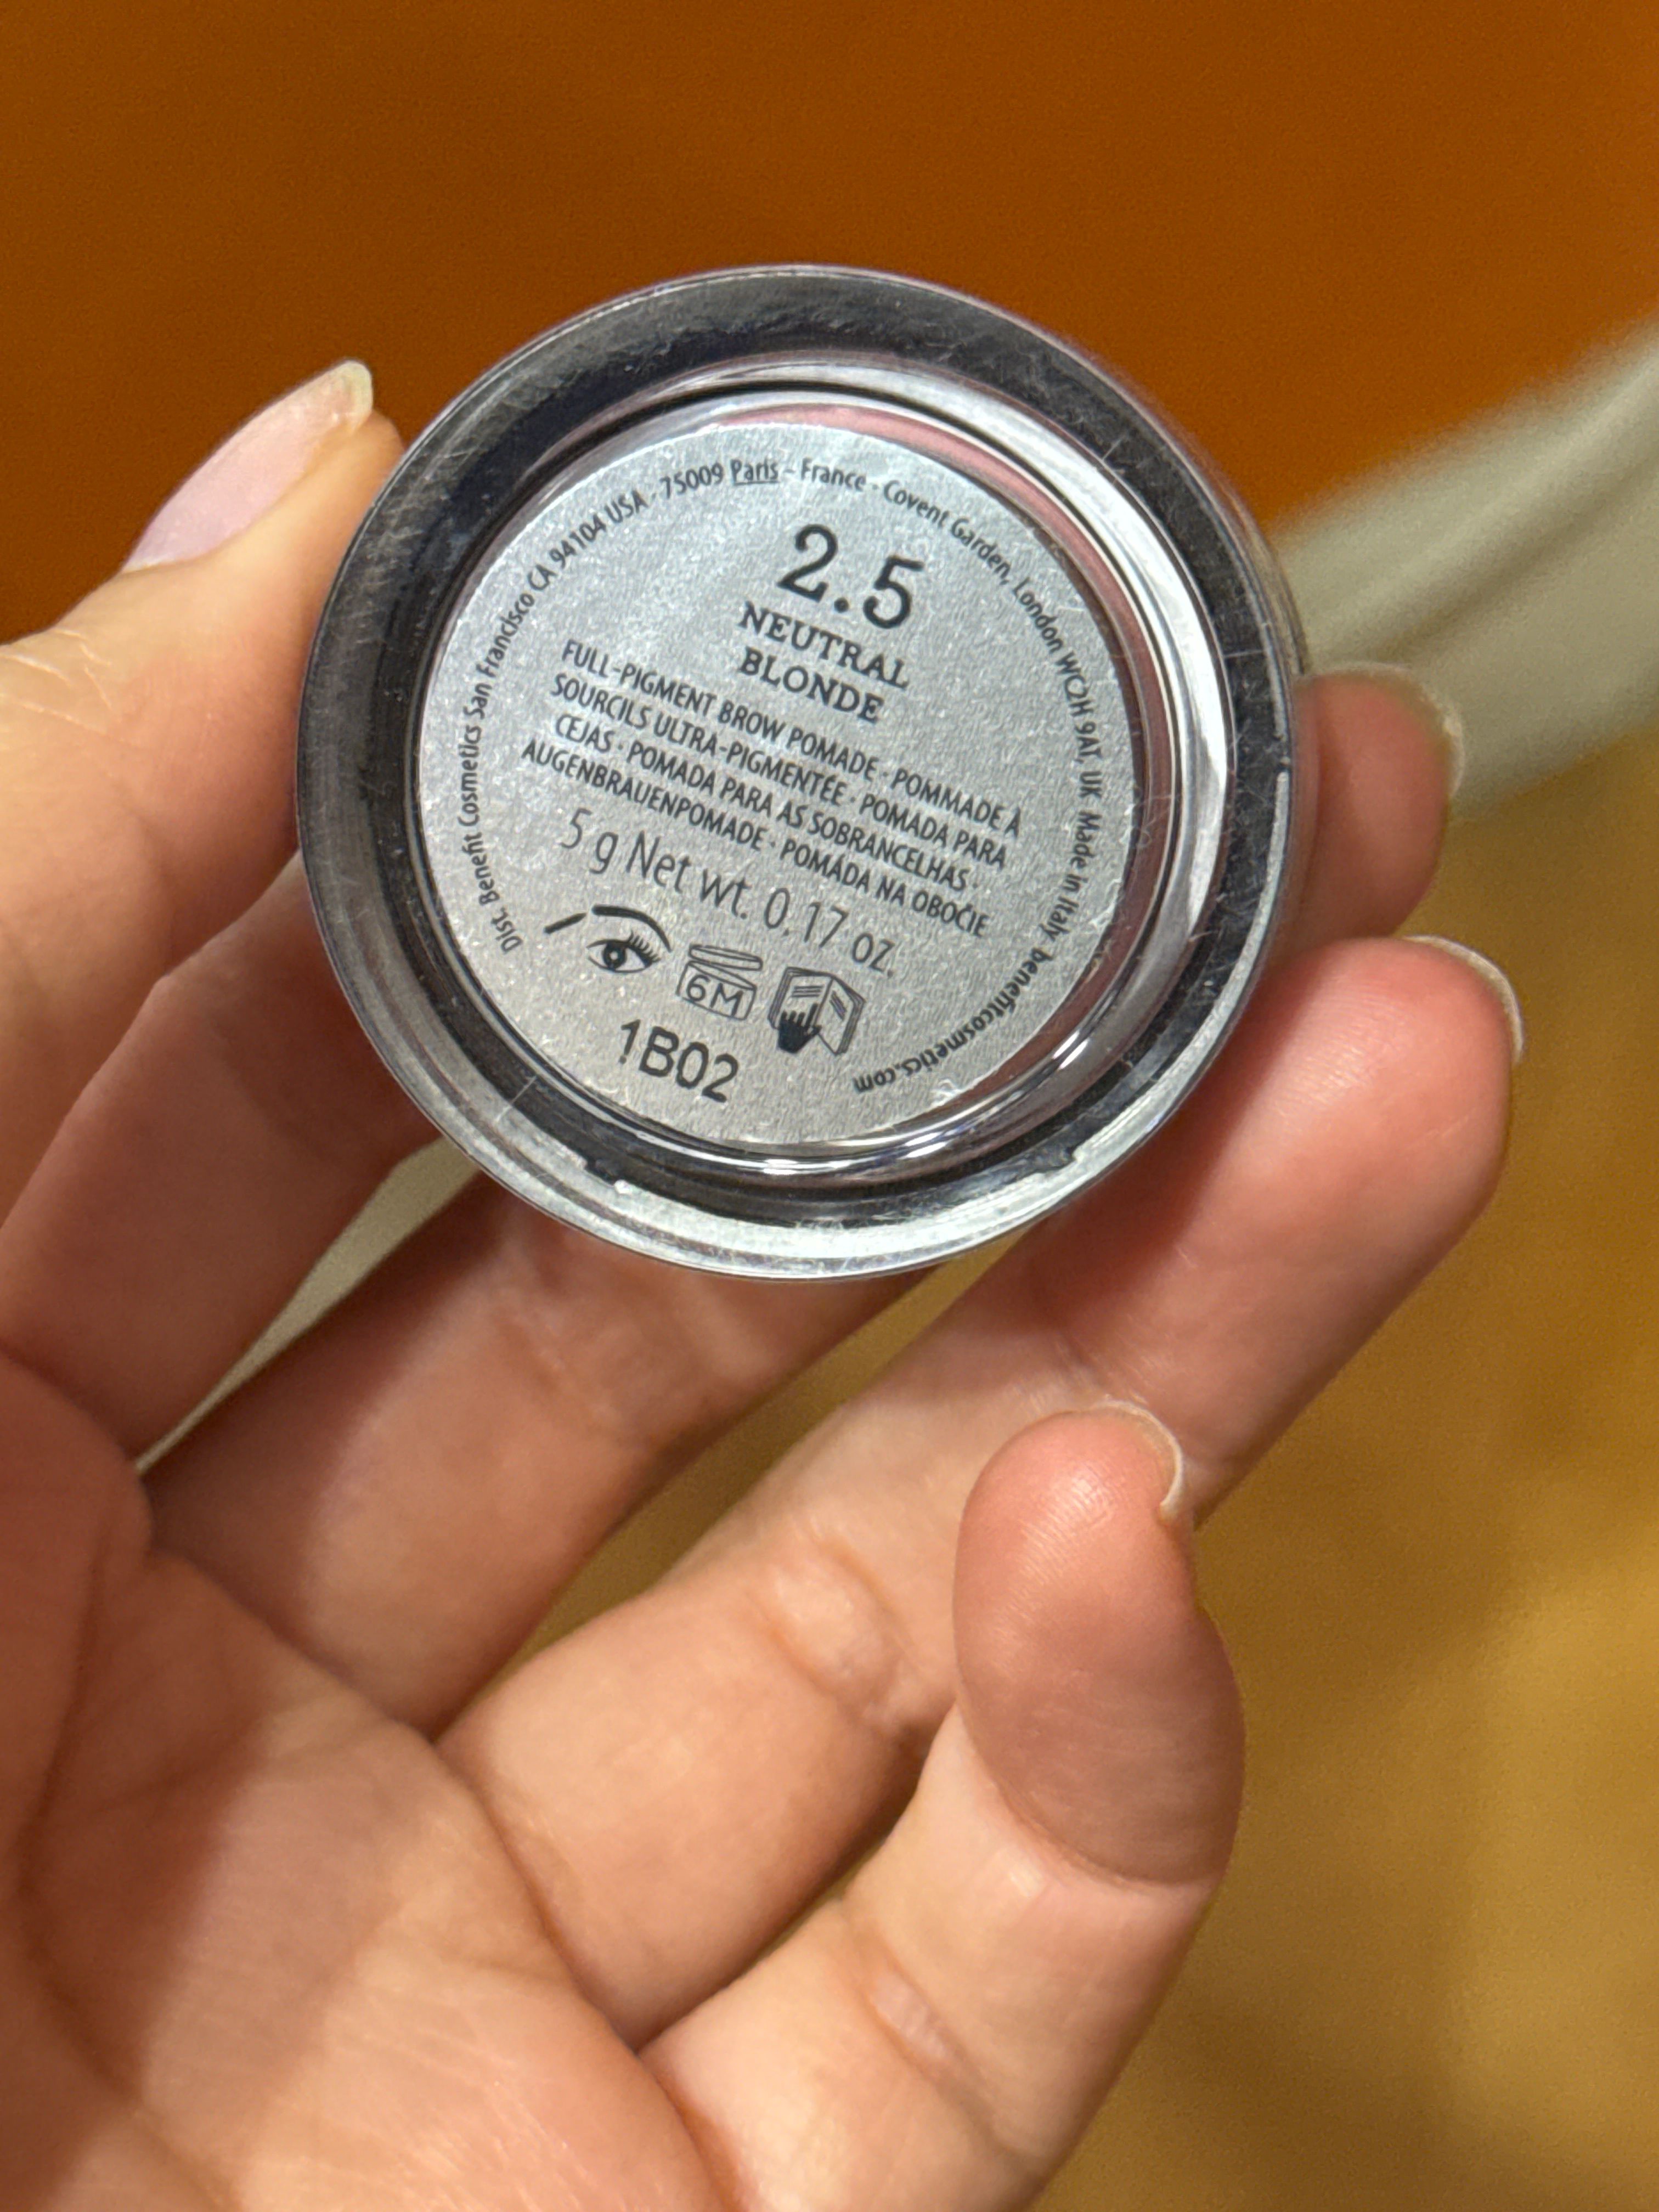 Dist. Benefit Cosmetics San Francisco CA 94104 USA · 75009 Paris - France - Covent Garden, London WC2H 9AT, UK Made in Italy benefitcosmetics.com
2.5
NEUTRAL
BLONDE
FULL-PIGMENT BROW POMADE · POMMADE À
SOURCILS ULTRA-PIGMENTÉE · POMADA PARA
CEJAS · POMADA PARA AS SOBRANCELHAS ·
AUGENBRAUENPOMADE · POMÁDA NA OBOČIE
5 g Net wt. 0.17 oz.
6M
1B02